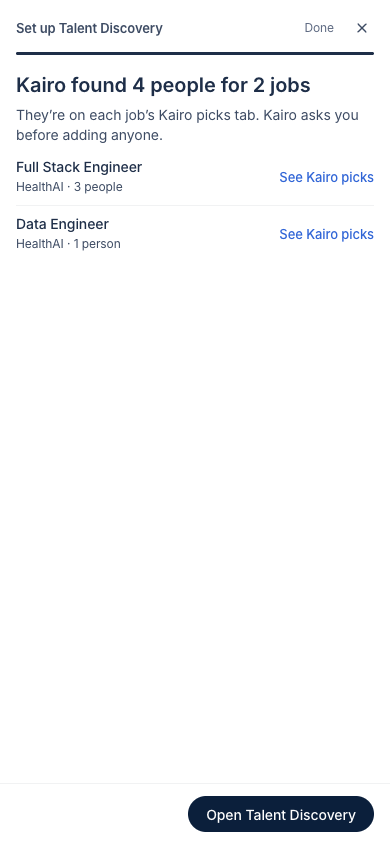 Set up Talent Discovery
Done
Kairo found 4 people for 2 jobs
They’re on each job’s Kairo picks tab. Kairo asks you
before adding anyone.
Full Stack Engineer
HealthAI · 3 people
See Kairo picks
Data Engineer
HealthAI · 1 person
See Kairo picks
Open Talent Discovery